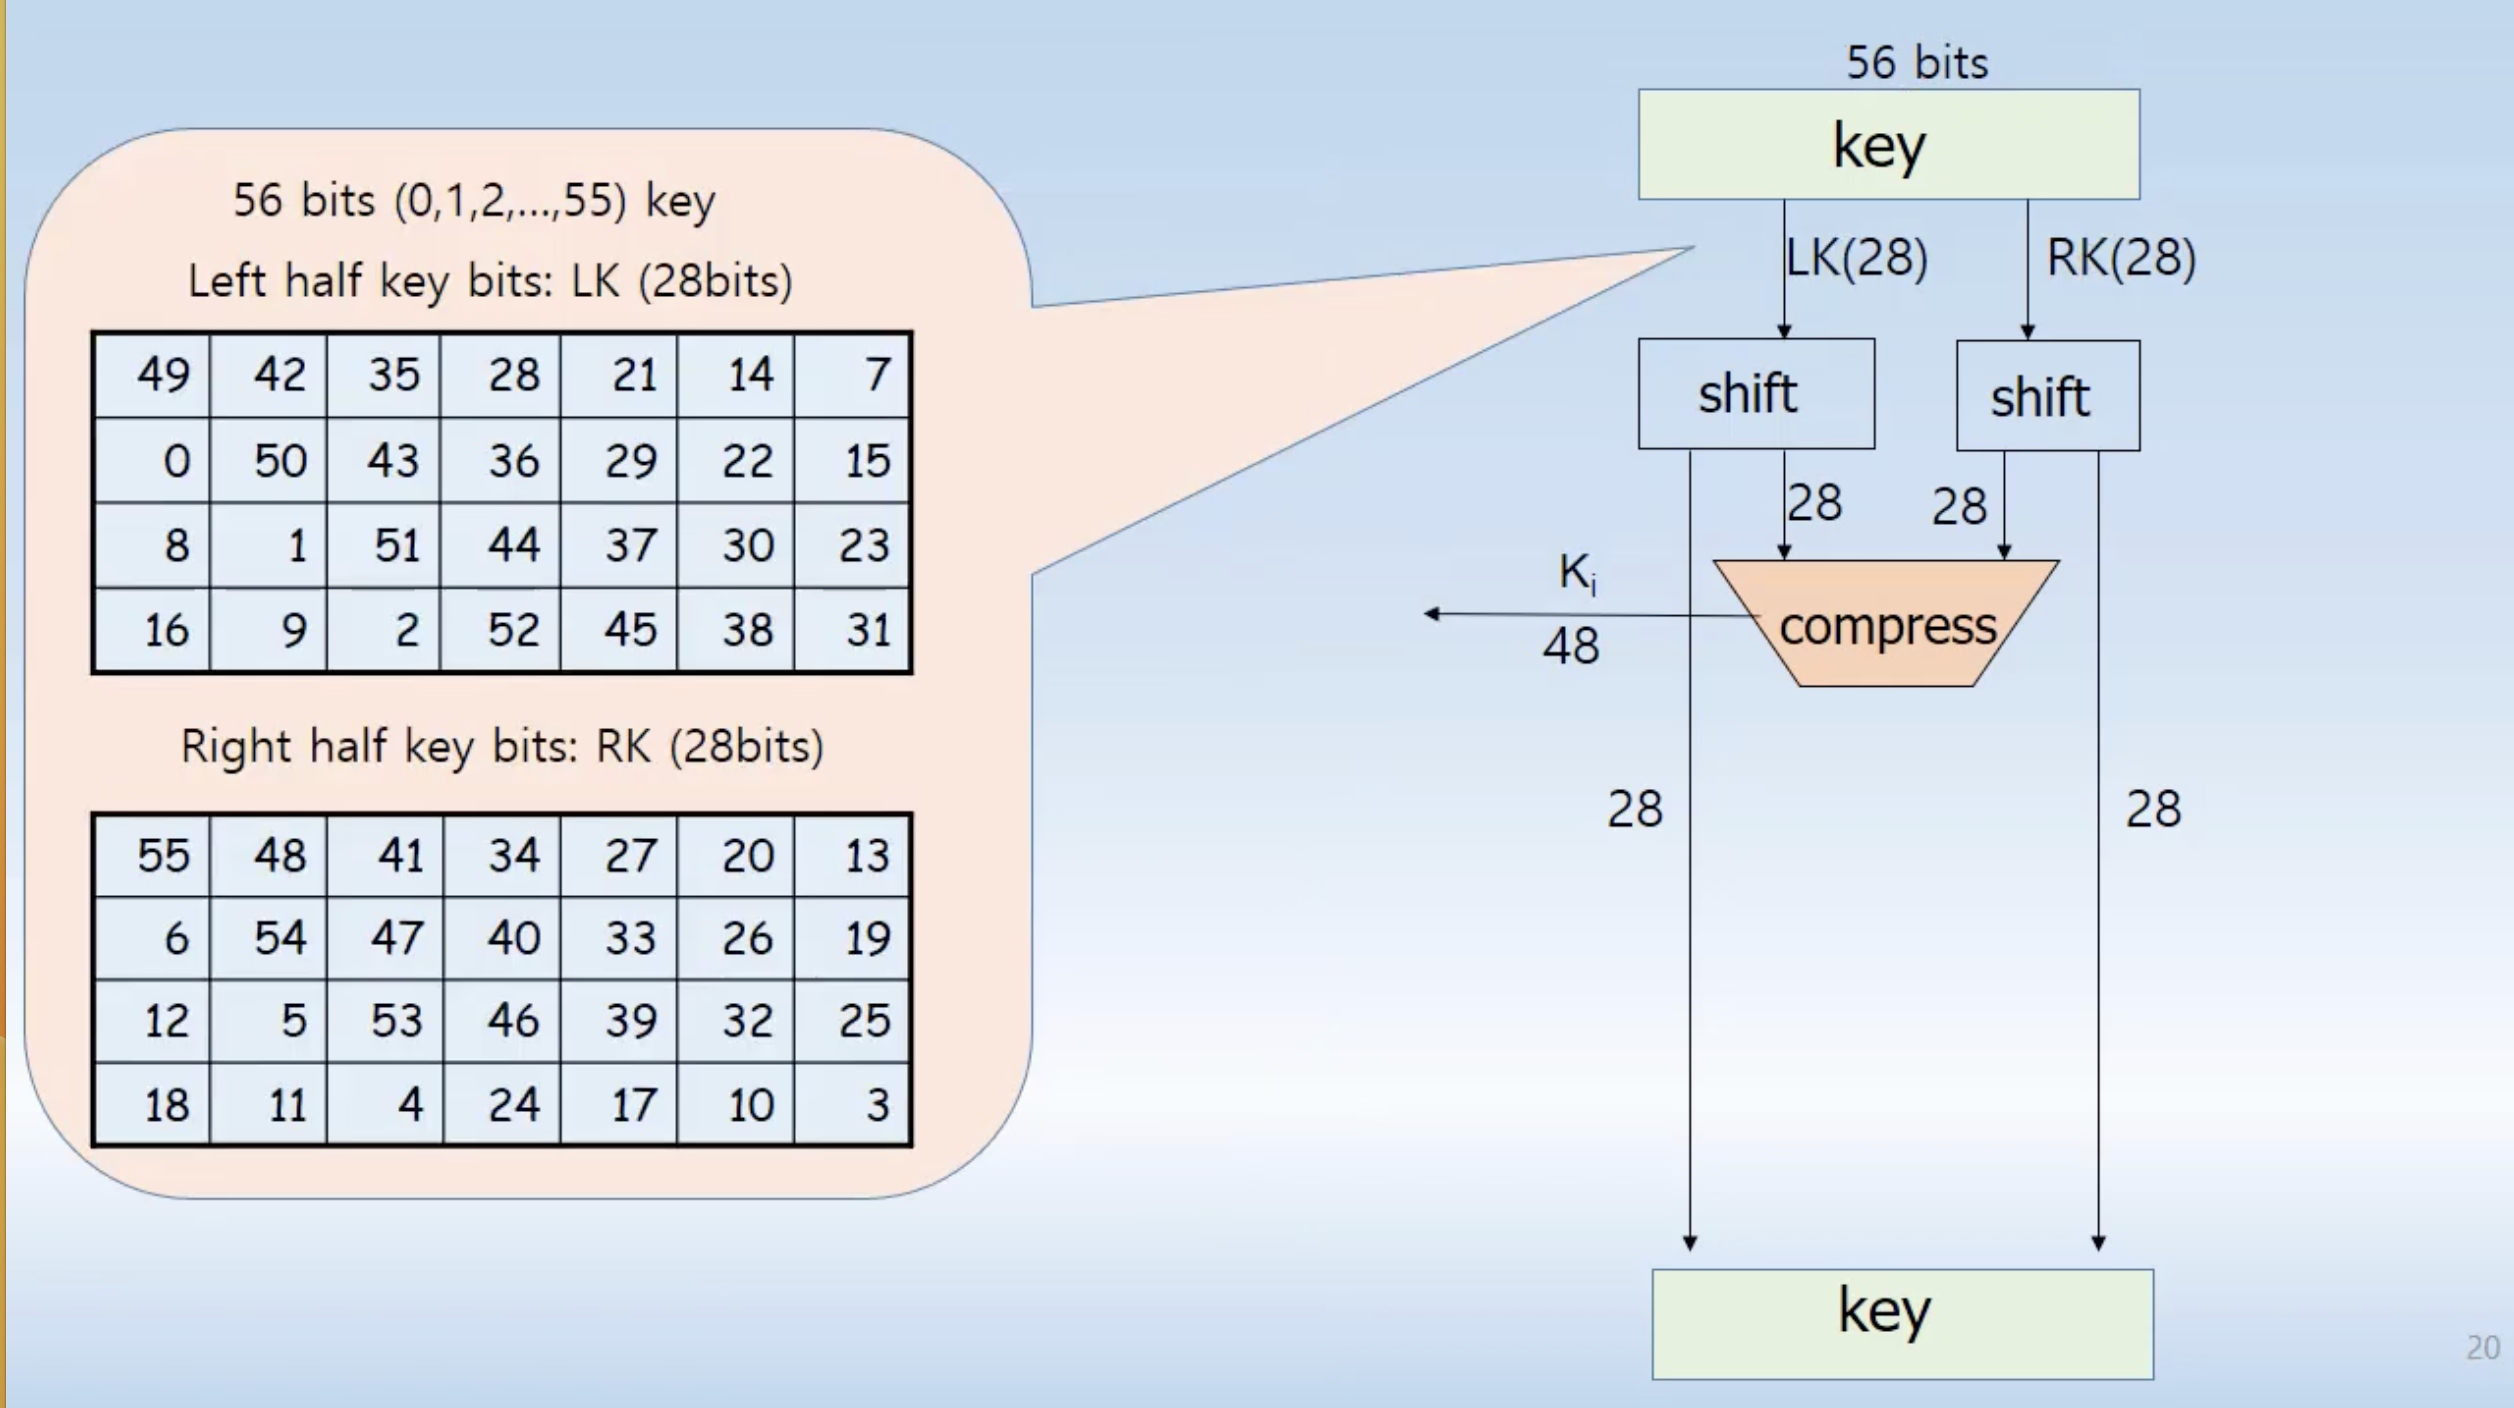 56 bits (0,1,2,...,55) key
Left half key bits: LK (28bits)
49 42 35 28 21 14 7
0 50 43 36 29 22 15
8 1 51 44 37 30 23
16 9 2 52 45 38 31
Right half key bits: RK (28bits)
55 48 41 34 27 20 13
6 54 47 40 33 26 19
12 5 53 46 39 32 25
18 11 4 24 17 10 3
56 bits
key
LK(28) RK(28)
shift shift
28 28
Ki
48
compress
28 28
key
20